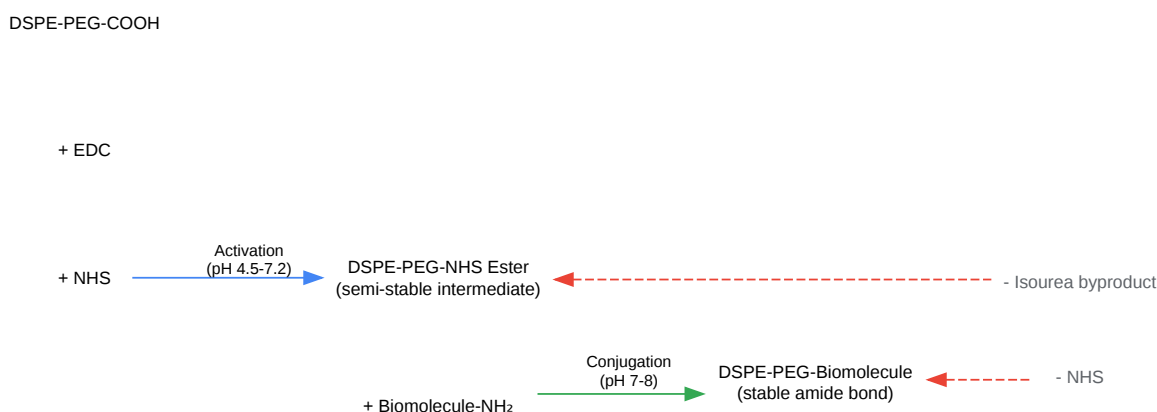 DSPE-PEG-COOH
+ EDC
Activation
(pH 4.5-7.2)
+ NHS
DSPE-PEG-NHS Ester
(semi-stable intermediate)
- Isourea byproduct
Conjugation
(pH 7-8)
+ Biomolecule-NH₂
DSPE-PEG-Biomolecule
(stable amide bond)
- NHS